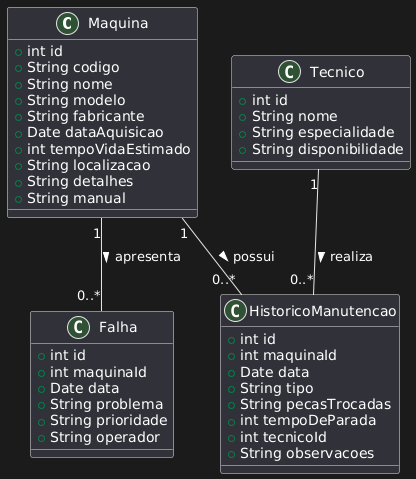 C Maquina
int id
String codigo
String nome
String modelo
String fabricante
Date dataAquisicao
int tempoVidaEstimado
String localizacao
String detalhes
String manual
C Tecnico
int id
String nome
String especialidade
String disponibilidade
1
1
1
apresenta
possui
realiza
0..*
0..*
0..*
C Falha
int id
int maquinaId
Date data
String problema
String prioridade
String operador
C HistoricoManutencao
int id
int maquinaId
Date data
String tipo
String pecasTrocadas
int tempoDeParada
int tecnicoId
String observacoes